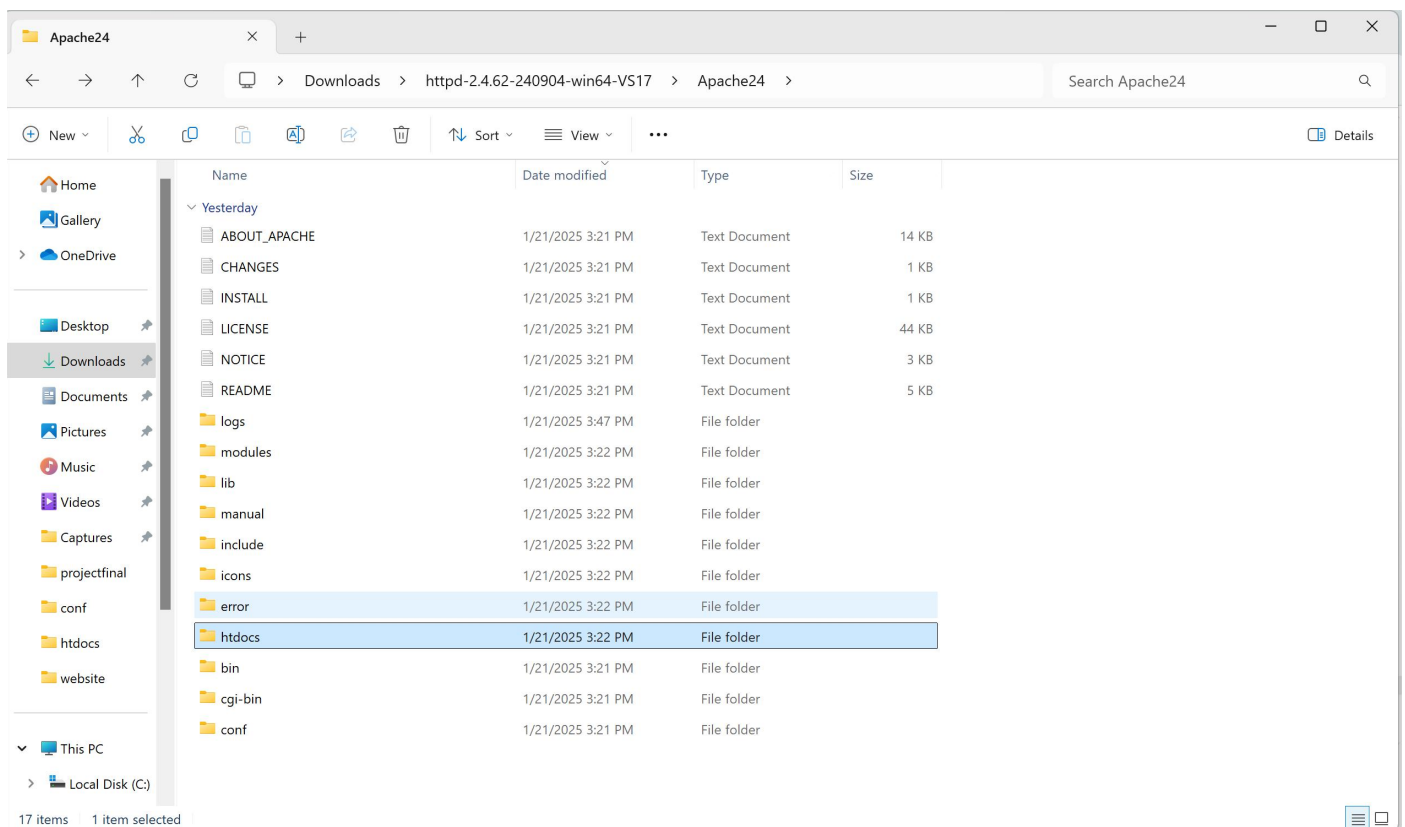 Apache24
Downloads httpd-2.4.62-240904-win64-VS17 Apache24 Search Apache24
New Sort View Details
Name Date modified Type Size
Yesterday
ABOUT_APACHE 1/21/2025 3:21 PM Text Document 14 KB
CHANGES 1/21/2025 3:21 PM Text Document 1 KB
INSTALL 1/21/2025 3:21 PM Text Document 1 KB
LICENSE 1/21/2025 3:21 PM Text Document 44 KB
NOTICE 1/21/2025 3:21 PM Text Document 3 KB
README 1/21/2025 3:21 PM Text Document 5 KB
logs 1/21/2025 3:47 PM File folder
modules 1/21/2025 3:22 PM File folder
lib 1/21/2025 3:22 PM File folder
manual 1/21/2025 3:22 PM File folder
include 1/21/2025 3:22 PM File folder
icons 1/21/2025 3:22 PM File folder
error 1/21/2025 3:22 PM File folder
htdocs 1/21/2025 3:22 PM File folder
bin 1/21/2025 3:21 PM File folder
cgi-bin 1/21/2025 3:21 PM File folder
conf 1/21/2025 3:21 PM File folder
Home
Gallery
OneDrive
Desktop
Downloads
Documents
Pictures
Music
Videos
Captures
projectfinal
conf
htdocs
website
This PC
Local Disk (C:)
17 items 1 item selected